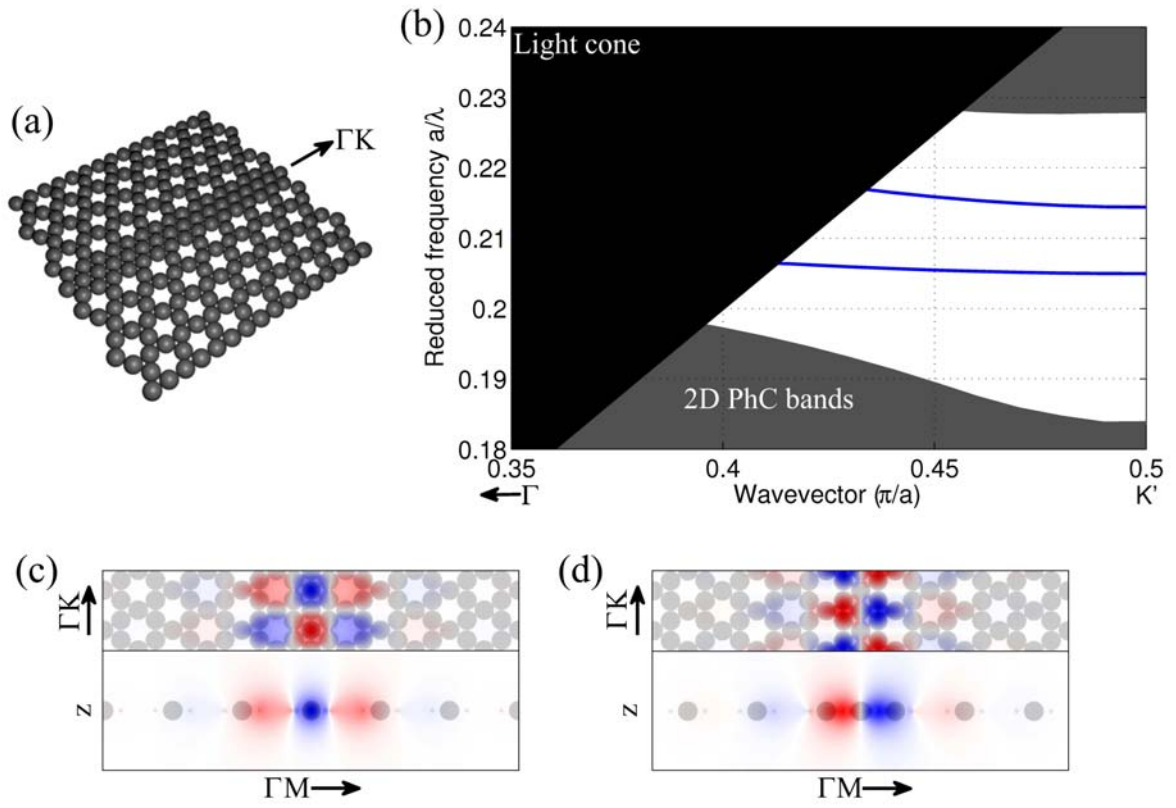 (a)
ΓK
(b)
Light cone
2D PhC bands
Reduced frequency a/λ
0.24
0.23
0.22
0.21
0.2
0.19
0.18
0.35
0.4
0.45
0.5
Γ
Wavevector (π/a)
K'
(c)
ΓK
z
ΓM
(d)
ΓK
z
ΓM